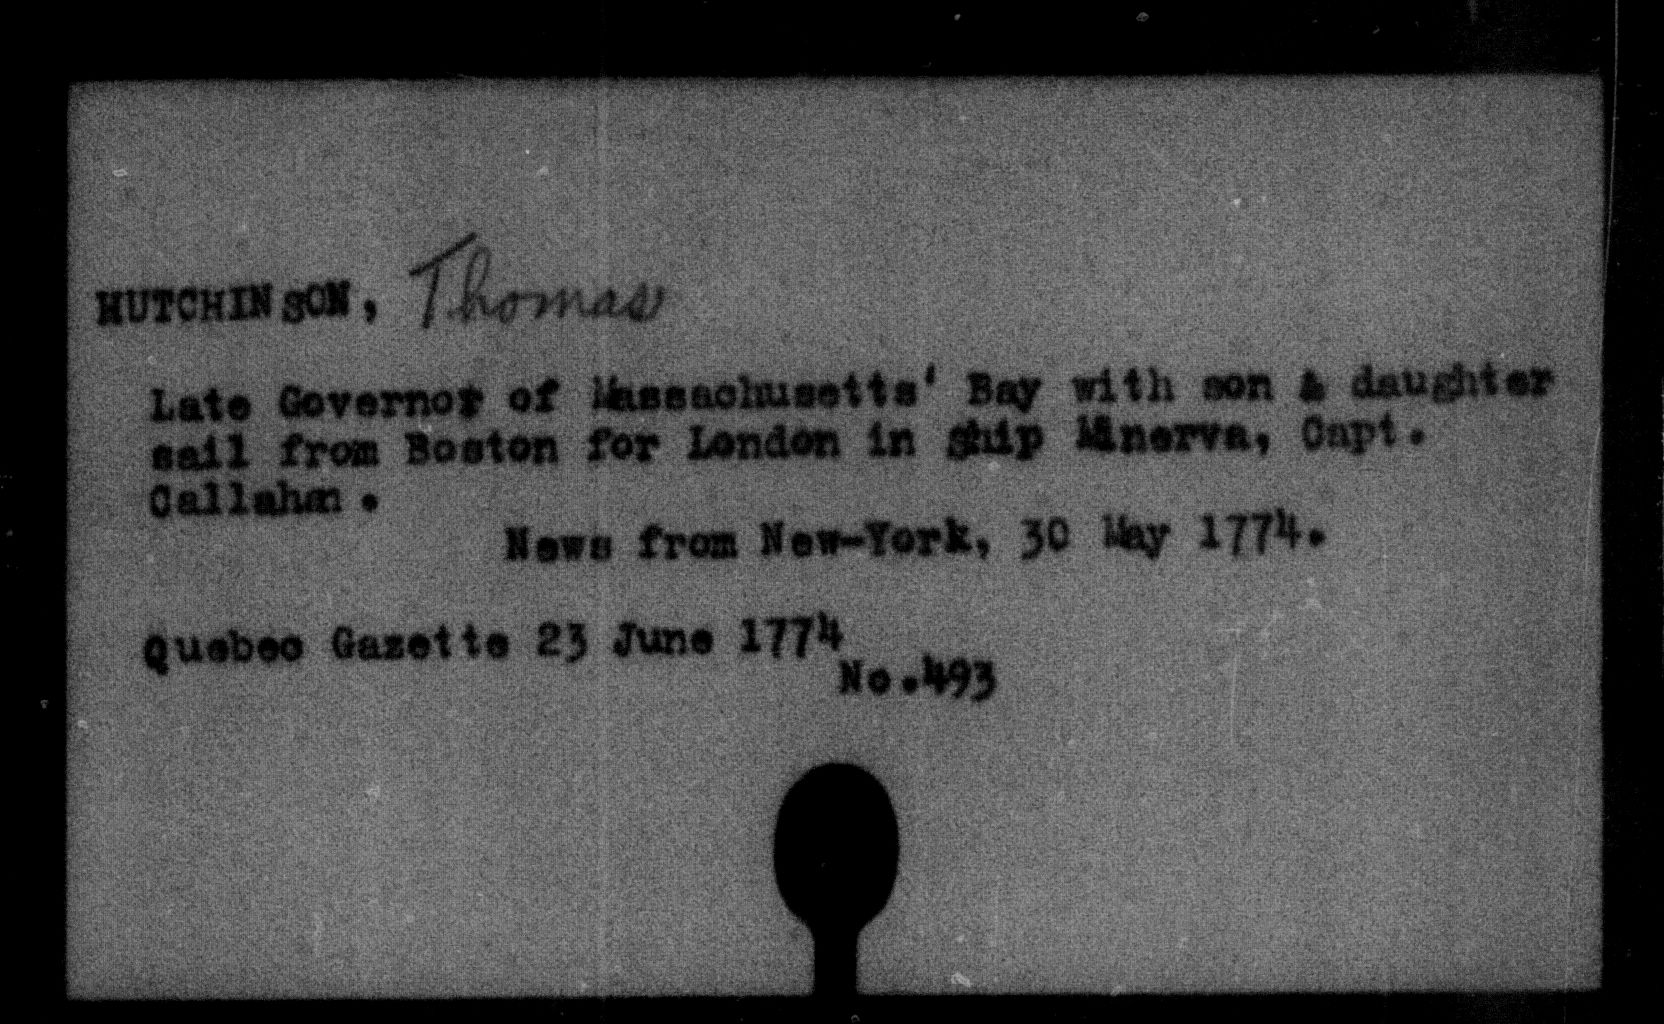 HUTCHINSON, Thomas
Late Governor of Massachusetts' Bay with son & daughter
sail from Boston for London in ship Minerva, Capt.
Callahan.
News from New-York, 30 May 1774.
Quebec Gazette 23 June 1774
No.493